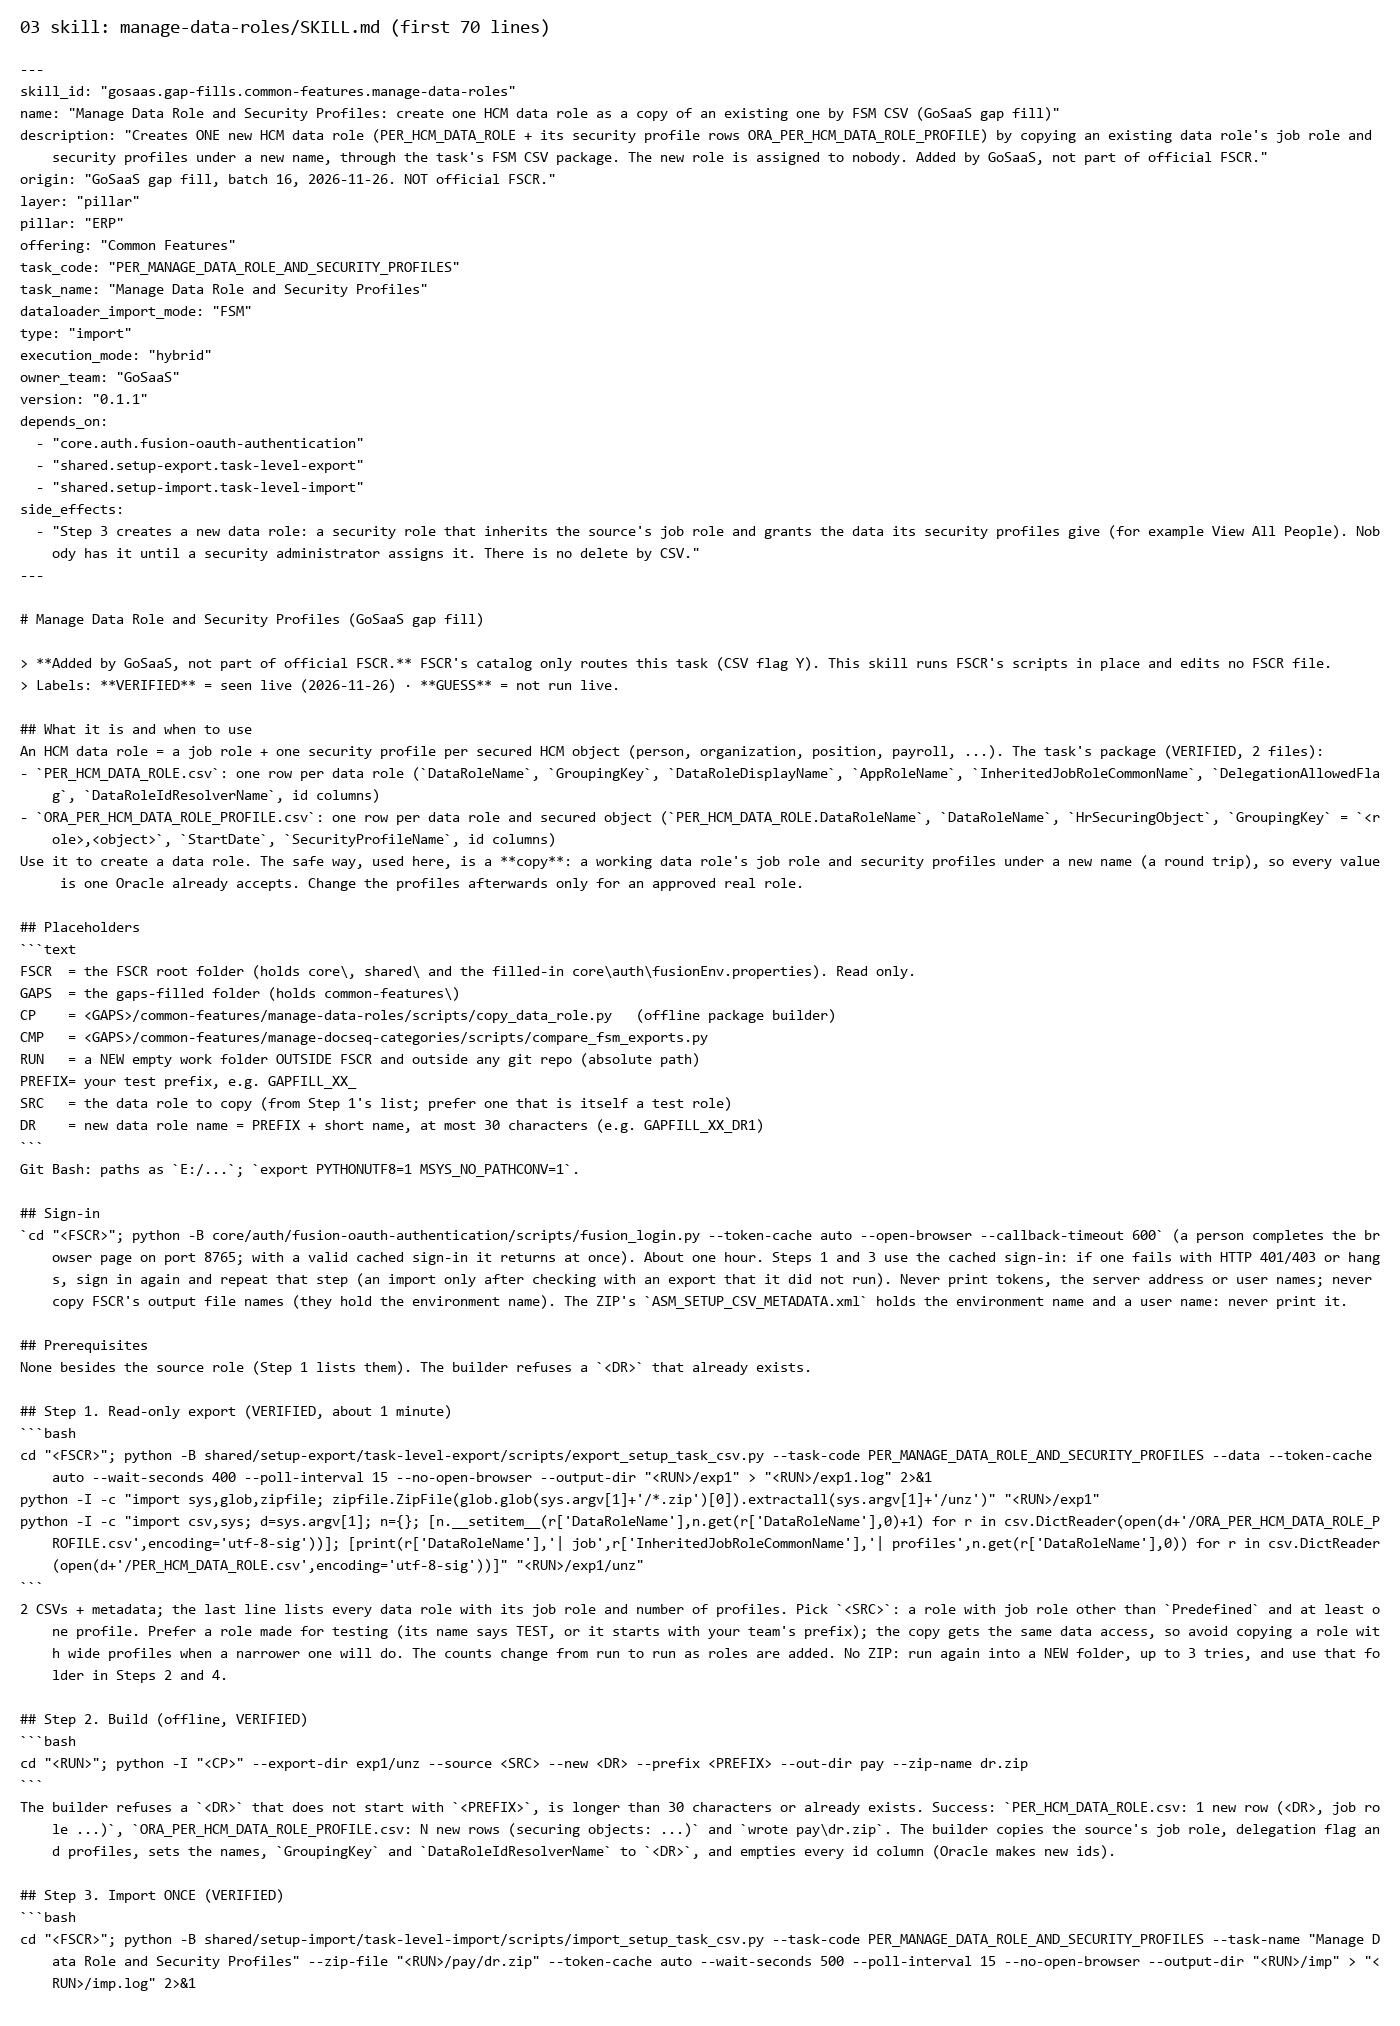 03 skill: manage-data-roles/SKILL.md (first 70 lines)

---
skill_id: "gosaas.gap-fills.common-features.manage-data-roles"
name: "Manage Data Role and Security Profiles: create one HCM data role as a copy of an existing one by FSM CSV (GoSaaS gap fill)"
description: "Creates ONE new HCM data role (PER_HCM_DATA_ROLE + its security profile rows ORA_PER_HCM_DATA_ROLE_PROFILE) by copying an existing data role's job role and
security profiles under a new name, through the task's FSM CSV package. The new role is assigned to nobody. Added by GoSaaS, not part of official FSCR."
origin: "GoSaaS gap fill, batch 16, 2026-11-26. NOT official FSCR."
layer: "pillar"
pillar: "ERP"
offering: "Common Features"
task_code: "PER_MANAGE_DATA_ROLE_AND_SECURITY_PROFILES"
task_name: "Manage Data Role and Security Profiles"
dataloader_import_mode: "FSM"
type: "import"
execution_mode: "hybrid"
owner_team: "GoSaaS"
version: "0.1.1"
depends_on:
  - "core.auth.fusion-oauth-authentication"
  - "shared.setup-export.task-level-export"
  - "shared.setup-import.task-level-import"
side_effects:
  - "Step 3 creates a new data role: a security role that inherits the source's job role and grants the data its security profiles give (for example View All People). Nob
ody has it until a security administrator assigns it. There is no delete by CSV."
---

# Manage Data Role and Security Profiles (GoSaaS gap fill)

> **Added by GoSaaS, not part of official FSCR.** FSCR's catalog only routes this task (CSV flag Y). This skill runs FSCR's scripts in place and edits no FSCR file.
> Labels: **VERIFIED** = seen live (2026-11-26) · **GUESS** = not run live.

## What it is and when to use
An HCM data role = a job role + one security profile per secured HCM object (person, organization, position, payroll, ...). The task's package (VERIFIED, 2 files):
- `PER_HCM_DATA_ROLE.csv`: one row per data role (`DataRoleName`, `GroupingKey`, `DataRoleDisplayName`, `AppRoleName`, `InheritedJobRoleCommonName`, `DelegationAllowedFla
g`, `DataRoleIdResolverName`, id columns)
- `ORA_PER_HCM_DATA_ROLE_PROFILE.csv`: one row per data role and secured object (`PER_HCM_DATA_ROLE.DataRoleName`, `DataRoleName`, `HrSecuringObject`, `GroupingKey` = `<r
ole>,<object>`, `StartDate`, `SecurityProfileName`, id columns)
Use it to create a data role. The safe way, used here, is a **copy**: a working data role's job role and security profiles under a new name (a round trip), so every value
is one Oracle already accepts. Change the profiles afterwards only for an approved real role.

## Placeholders
```text
FSCR  = the FSCR root folder (holds core\, shared\ and the filled-in core\auth\fusionEnv.properties). Read only.
GAPS  = the gaps-filled folder (holds common-features\)
CP    = <GAPS>/common-features/manage-data-roles/scripts/copy_data_role.py   (offline package builder)
CMP   = <GAPS>/common-features/manage-docseq-categories/scripts/compare_fsm_exports.py
RUN   = a NEW empty work folder OUTSIDE FSCR and outside any git repo (absolute path)
PREFIX= your test prefix, e.g. GAPFILL_XX_
SRC   = the data role to copy (from Step 1's list; prefer one that is itself a test role)
DR    = new data role name = PREFIX + short name, at most 30 characters (e.g. GAPFILL_XX_DR1)
```
Git Bash: paths as `E:/...`; `export PYTHONUTF8=1 MSYS_NO_PATHCONV=1`.

## Sign-in
`cd "<FSCR>"; python -B core/auth/fusion-oauth-authentication/scripts/fusion_login.py --token-cache auto --open-browser --callback-timeout 600` (a person completes the br
owser page on port 8765; with a valid cached sign-in it returns at once). About one hour. Steps 1 and 3 use the cached sign-in: if one fails with HTTP 401/403 or hang
s, sign in again and repeat that step (an import only after checking with an export that it did not run). Never print tokens, the server address or user names; never
copy FSCR's output file names (they hold the environment name). The ZIP's `ASM_SETUP_CSV_METADATA.xml` holds the environment name and a user name: never print it.

## Prerequisites
None besides the source role (Step 1 lists them). The builder refuses a `<DR>` that already exists.

## Step 1. Read-only export (VERIFIED, about 1 minute)
```bash
cd "<FSCR>"; python -B shared/setup-export/task-level-export/scripts/export_setup_task_csv.py --task-code PER_MANAGE_DATA_ROLE_AND_SECURITY_PROFILES --data --token-cache
auto --wait-seconds 400 --poll-interval 15 --no-open-browser --output-dir "<RUN>/exp1" > "<RUN>/exp1.log" 2>&1
python -I -c "import sys,glob,zipfile; zipfile.ZipFile(glob.glob(sys.argv[1]+'/*.zip')[0]).extractall(sys.argv[1]+'/unz')" "<RUN>/exp1"
python -I -c "import csv,sys; d=sys.argv[1]; n={}; [n.__setitem__(r['DataRoleName'],n.get(r['DataRoleName'],0)+1) for r in csv.DictReader(open(d+'/ORA_PER_HCM_DATA_ROLE_P
ROFILE.csv',encoding='utf-8-sig'))]; [print(r['DataRoleName'],'| job',r['InheritedJobRoleCommonName'],'| profiles',n.get(r['DataRoleName'],0)) for r in csv.DictReader
(open(d+'/PER_HCM_DATA_ROLE.csv',encoding='utf-8-sig'))]" "<RUN>/exp1/unz"
```
2 CSVs + metadata; the last line lists every data role with its job role and number of profiles. Pick `<SRC>`: a role with job role other than `Predefined` and at least o
ne profile. Prefer a role made for testing (its name says TEST, or it starts with your team's prefix); the copy gets the same data access, so avoid copying a role wit
h wide profiles when a narrower one will do. The counts change from run to run as roles are added. No ZIP: run again into a NEW folder, up to 3 tries, and use that fo
lder in Steps 2 and 4.

## Step 2. Build (offline, VERIFIED)
```bash
cd "<RUN>"; python -I "<CP>" --export-dir exp1/unz --source <SRC> --new <DR> --prefix <PREFIX> --out-dir pay --zip-name dr.zip
```
The builder refuses a `<DR>` that does not start with `<PREFIX>`, is longer than 30 characters or already exists. Success: `PER_HCM_DATA_ROLE.csv: 1 new row (<DR>, job ro
le ...)`, `ORA_PER_HCM_DATA_ROLE_PROFILE.csv: N new rows (securing objects: ...)` and `wrote pay\dr.zip`. The builder copies the source's job role, delegation flag an
d profiles, sets the names, `GroupingKey` and `DataRoleIdResolverName` to `<DR>`, and empties every id column (Oracle makes new ids).

## Step 3. Import ONCE (VERIFIED)
```bash
cd "<FSCR>"; python -B shared/setup-import/task-level-import/scripts/import_setup_task_csv.py --task-code PER_MANAGE_DATA_ROLE_AND_SECURITY_PROFILES --task-name "Manage D
ata Role and Security Profiles" --zip-file "<RUN>/pay/dr.zip" --token-cache auto --wait-seconds 500 --poll-interval 15 --no-open-browser --output-dir "<RUN>/imp" > "<
RUN>/imp.log" 2>&1